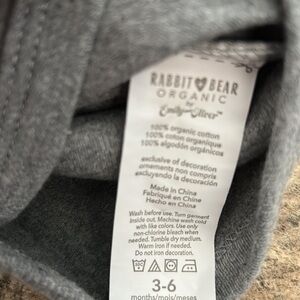 RABBIT♥BEAR
ORGANIC
by
Emily and Oliver™
100% organic cotton
100% coton organique
100% algodón orgánicos
exclusive of decoration
ornements non compris
excluyendo la decoración
Made in China
Fabriqué en Chine
Hecho en China
Wash before use. Turn garment
inside out. Machine wash cold
with like colors. Use only
non-chlorine bleach when
needed. Tumble dry medium.
Warm iron if needed.
Do not iron decoration.
3-6
months/mois/meses